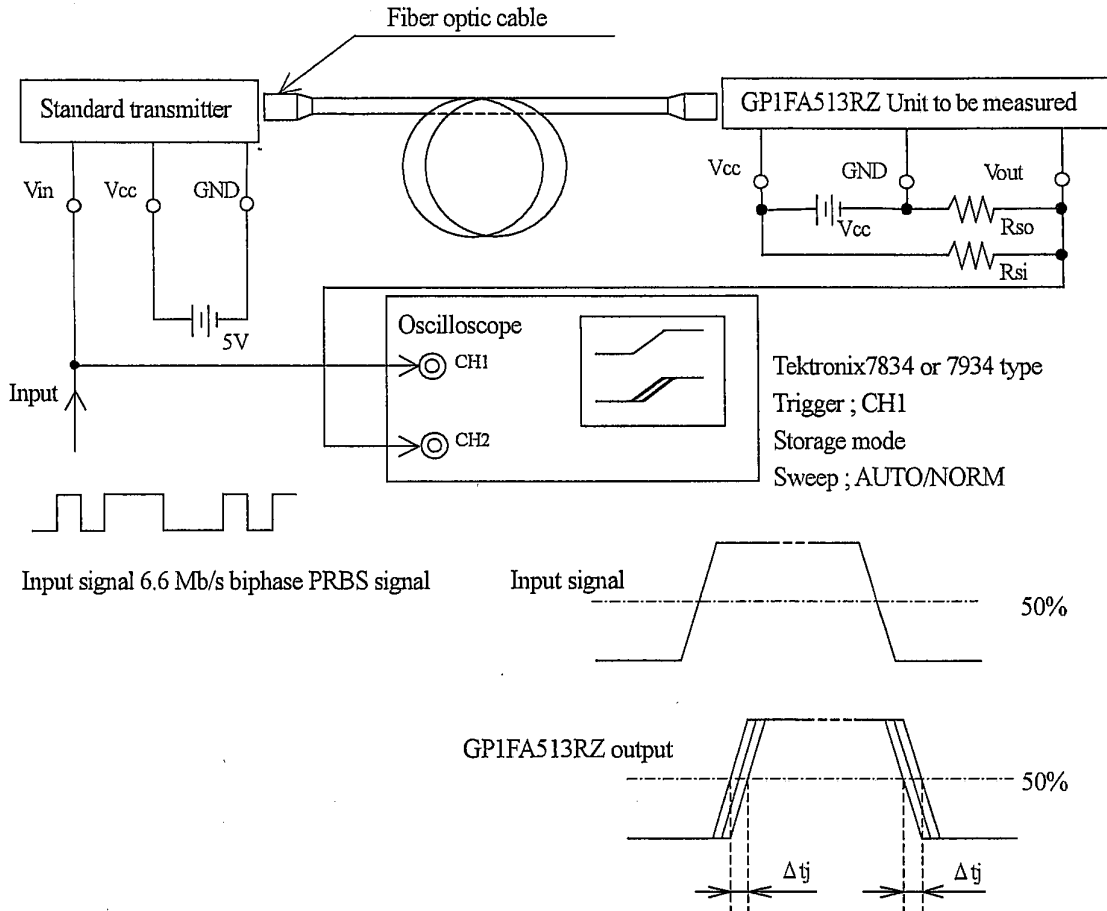 Fiber optic cable
Standard transmitter
GP1FA513RZ Unit to be measured
Vin
Vcc
GND
Vcc
GND
Vout
Vcc
Rso
Rsi
5V
Input
Oscilloscope
CH1
CH2
Tektronix7834 or 7934 type
Trigger ; CH1
Storage mode
Sweep ; AUTO/NORM
Input signal 6.6 Mb/s biphase PRBS signal
Input signal
50%
GP1FA513RZ output
50%
Δtj
Δtj